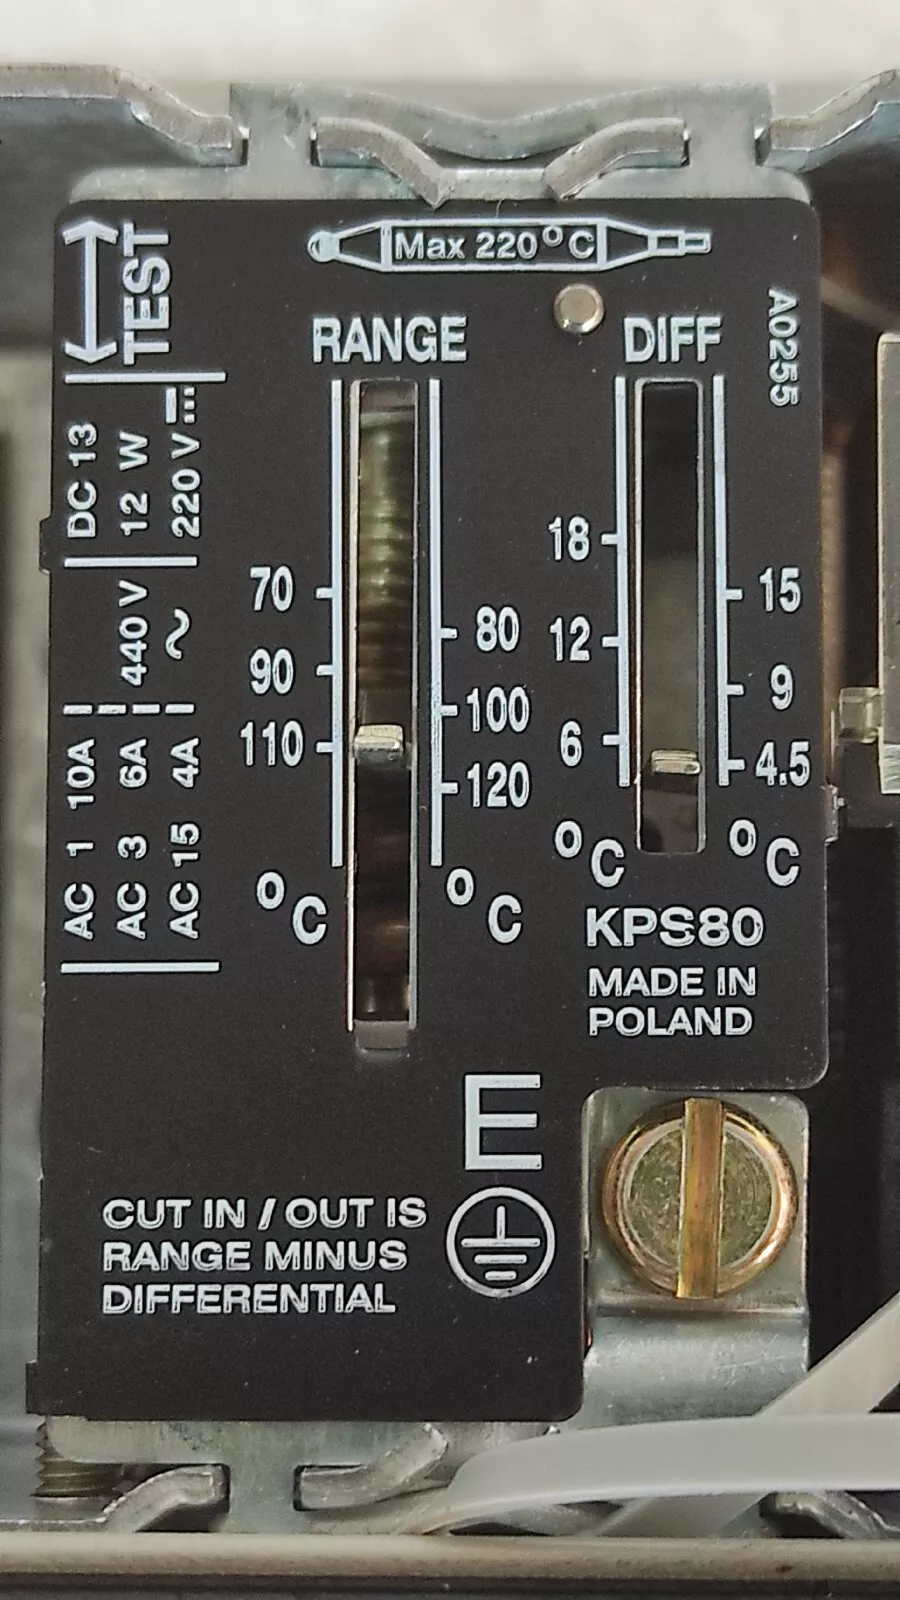 Max 220°C
RANGE
DIFF
A0255
TEST
DC 13
12 W
220 V ⎓
440 V
~
AC 1 10A
AC 3 6A
AC 15 4A
70
90
110
80
100
120
°C
°C
18
12
6
15
9
4.5
°C
°C
KPS80
MADE IN
POLAND
E
CUT IN / OUT IS
RANGE MINUS
DIFFERENTIAL